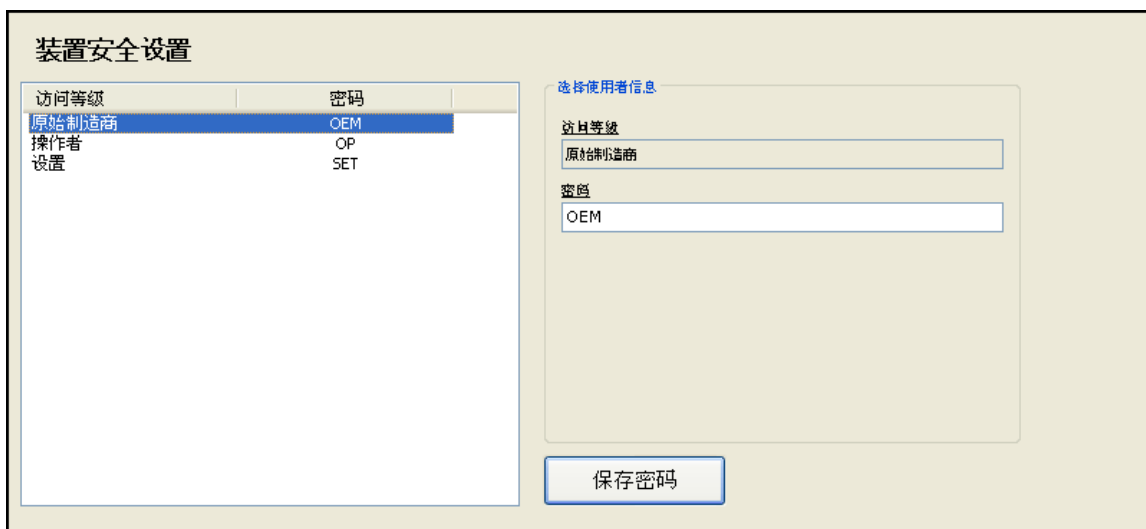 装置安全设置
访问等级 密码
原始制造商 OEM
操作者 OP
设置 SET
选择使用者信息
访问等级
原始制造商
密码
OEM
保存密码